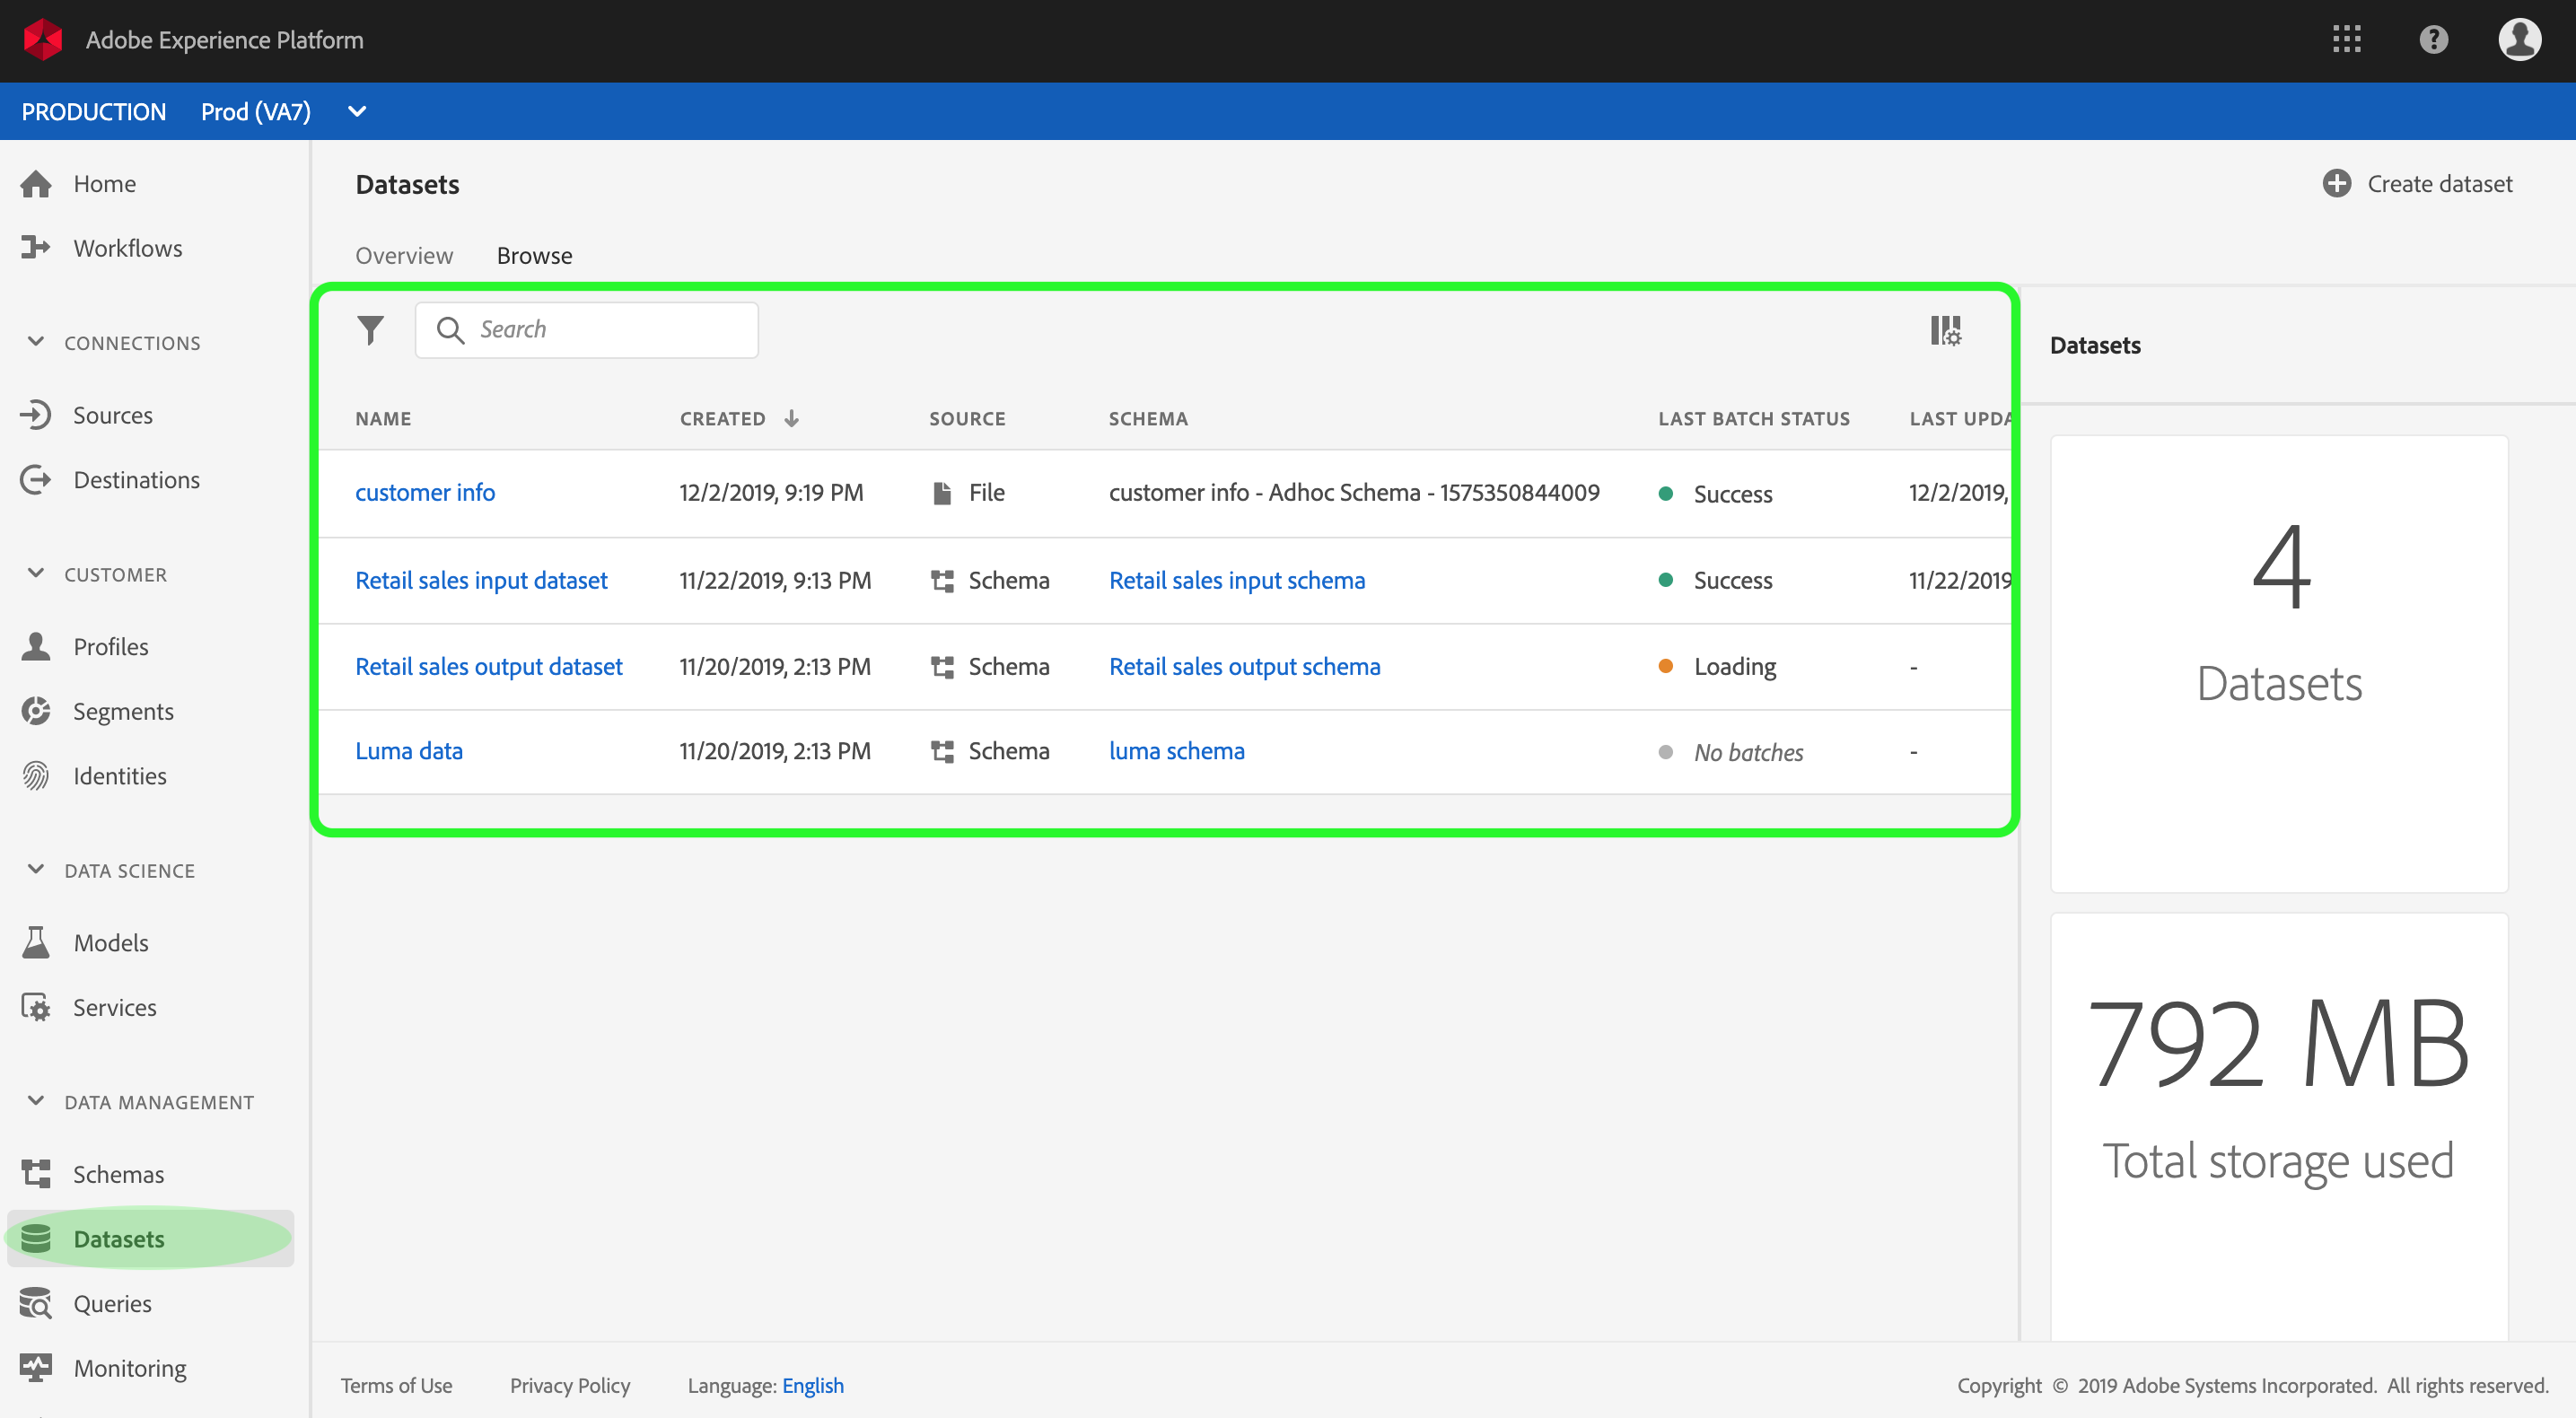 Adobe Experience Platform
PRODUCTION Prod (VA7)
Home
Workflows
CONNECTIONS
Sources
Destinations
CUSTOMER
Profiles
Segments
Identities
DATA SCIENCE
Models
Services
DATA MANAGEMENT
Schemas
Datasets
Queries
Monitoring
Datasets
Create dataset
Overview Browse
Search
NAME CREATED SOURCE SCHEMA LAST BATCH STATUS LAST UPDA
customer info 12/2/2019, 9:19 PM File customer info - Adhoc Schema - 1575350844009 Success 12/2/2019,
Retail sales input dataset 11/22/2019, 9:13 PM Schema Retail sales input schema Success 11/22/2019
Retail sales output dataset 11/20/2019, 2:13 PM Schema Retail sales output schema Loading -
Luma data 11/20/2019, 2:13 PM Schema luma schema No batches -
Datasets
4
Datasets
792 MB
Total storage used
Terms of Use Privacy Policy Language: English Copyright © 2019 Adobe Systems Incorporated. All rights reserved.